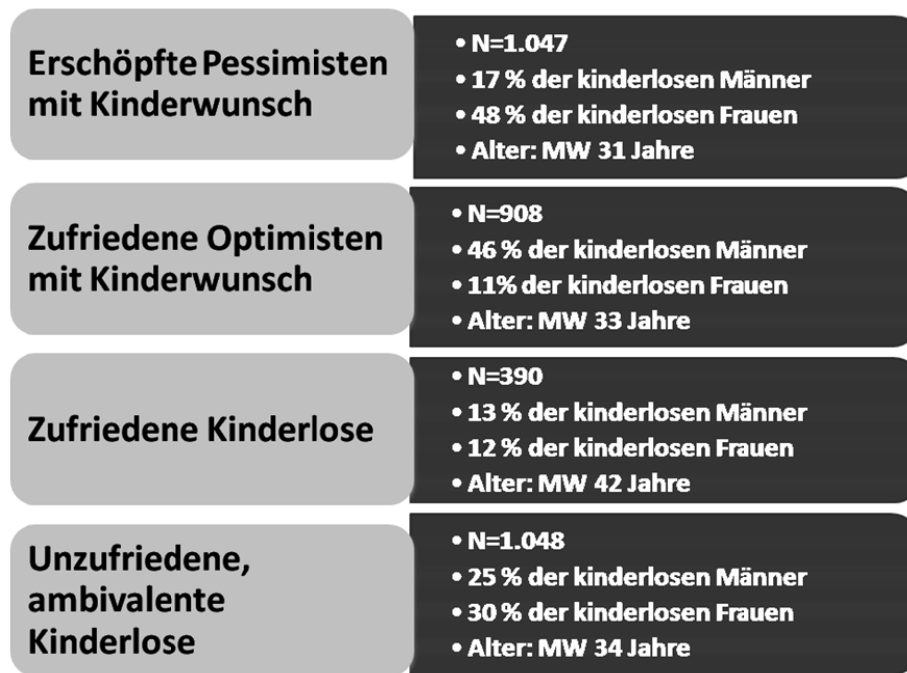 Erschöpfte Pessimisten
mit Kinderwunsch
• N=1.047
• 17 % der kinderlosen Männer
• 48 % der kinderlosen Frauen
• Alter: MW 31 Jahre
Zufriedene Optimisten
mit Kinderwunsch
• N=908
• 46 % der kinderlosen Männer
• 11% der kinderlosen Frauen
• Alter: MW 33 Jahre
Zufriedene Kinderlose
• N=390
• 13 % der kinderlosen Männer
• 12 % der kinderlosen Frauen
• Alter: MW 42 Jahre
Unzufriedene,
ambivalente
Kinderlose
• N=1.048
• 25 % der kinderlosen Männer
• 30 % der kinderlosen Frauen
• Alter: MW 34 Jahre